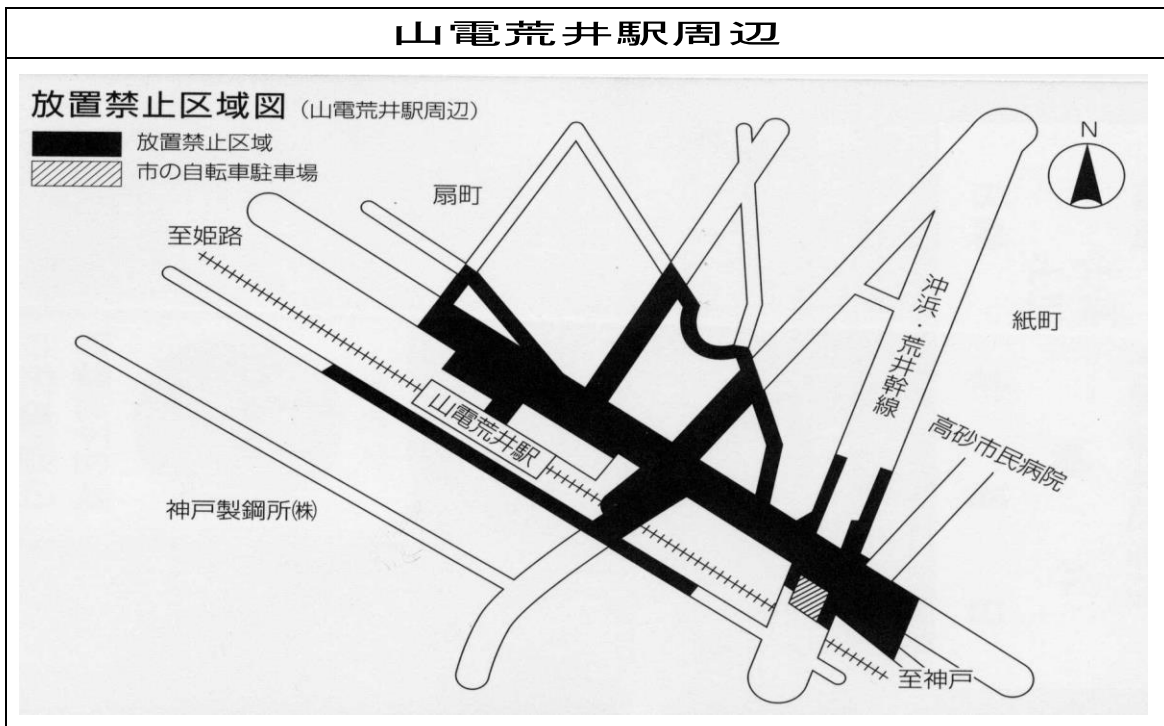 山電荒井駅周辺
放置禁止区域図 (山電荒井駅周辺)
放置禁止区域
市の自転車駐車場
N
扇町
至姫路
沖浜・荒井幹線
紙町
山電荒井駅
高砂市民病院
神戸製鋼所㈱
至神戸